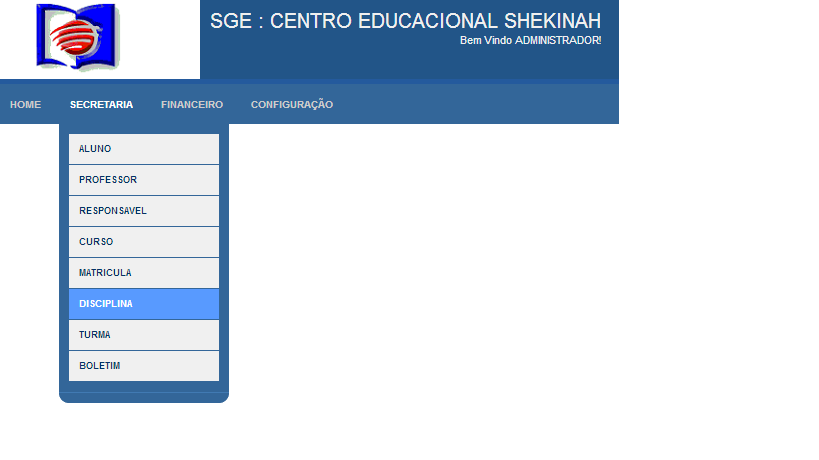 SGE : CENTRO EDUCACIONAL SHEKINAH
Bem Vindo ADMINISTRADOR!
HOME SECRETARIA FINANCEIRO CONFIGURAÇÃO
ALUNO
PROFESSOR
RESPONSAVEL
CURSO
MATRICULA
DISCIPLINA
TURMA
BOLETIM